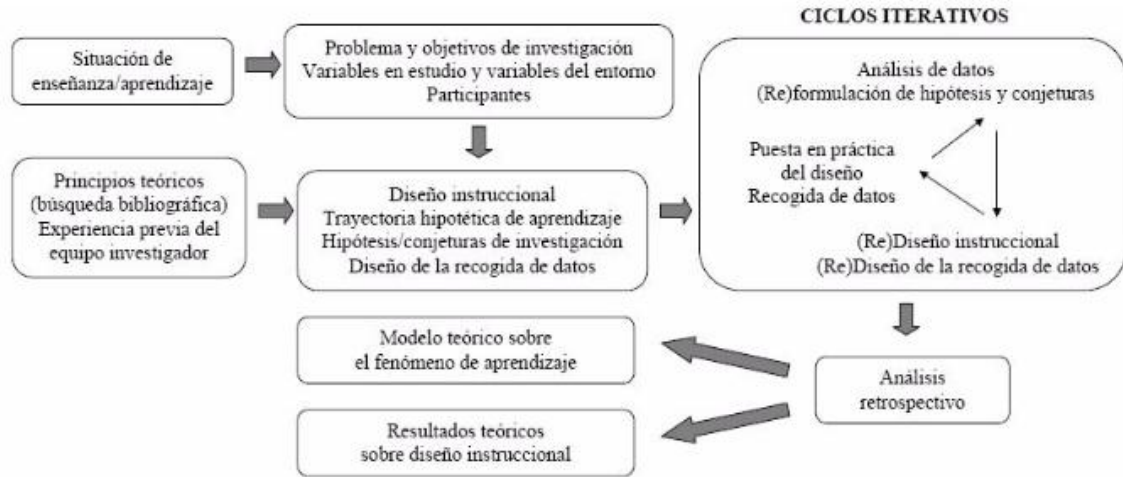 CICLOS ITERATIVOS
Situación de
enseñanza/aprendizaje
Problema y objetivos de investigación
Variables en estudio y variables del entorno
Participantes
Principios teóricos
(búsqueda bibliográfica)
Experiencia previa del
equipo investigador
Diseño instruccional
Trayectoria hipotética de aprendizaje
Hipótesis/conjeturas de investigación
Diseño de la recogida de datos
Análisis de datos
(Re)formulación de hipótesis y conjeturas
Puesta en práctica
del diseño
Recogida de datos
(Re)Diseño instruccional
(Re)Diseño de la recogida de datos
Análisis
retrospectivo
Modelo teórico sobre
el fenómeno de aprendizaje
Resultados teóricos
sobre diseño instruccional